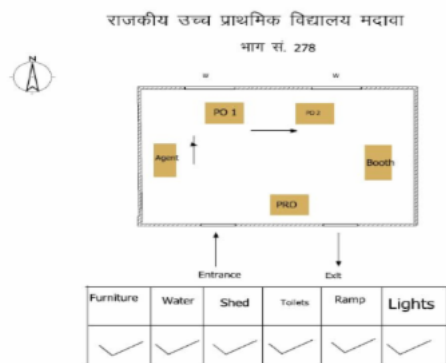 राजकीय उच्च प्राथमिक विद्यालय मदावा
भाग सं. 278
N
W W
PO 1 PO 2
Agent Booth
PRO
Entrance Exit
Furniture Water Shed Toilets Ramp Lights